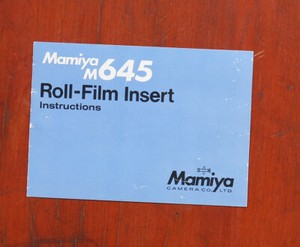 Mamiya
M645
Roll-Film Insert
Instructions
Mamiya
CAMERA CO., LTD